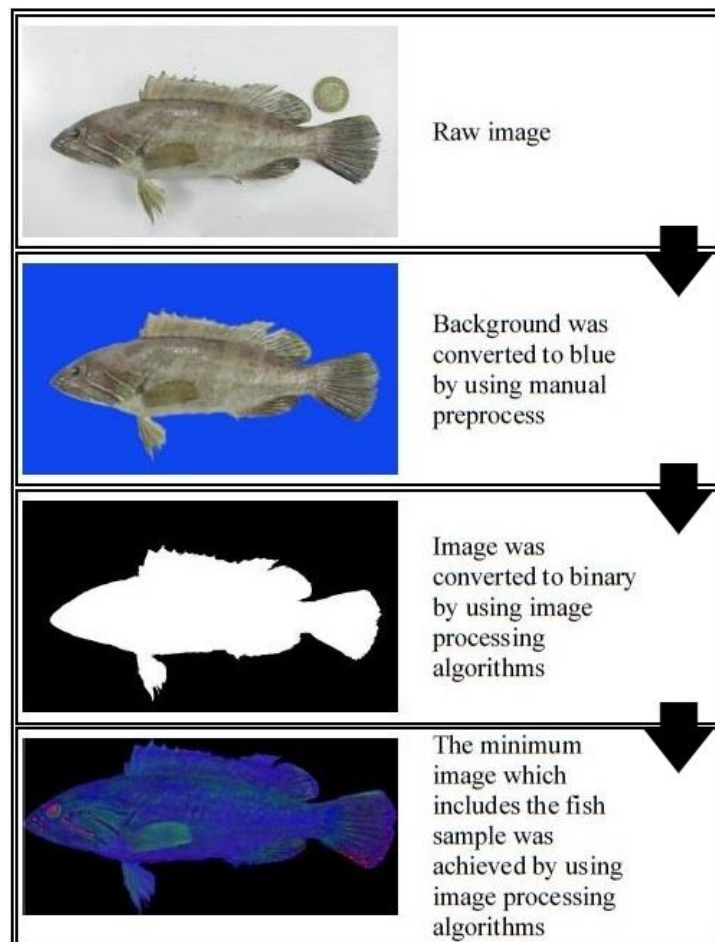 Raw image
Background was
converted to blue
by using manual
preprocess
Image was
converted to binary
by using image
processing
algorithms
The minimum
image which
includes the fish
sample was
achieved by using
image processing
algorithms